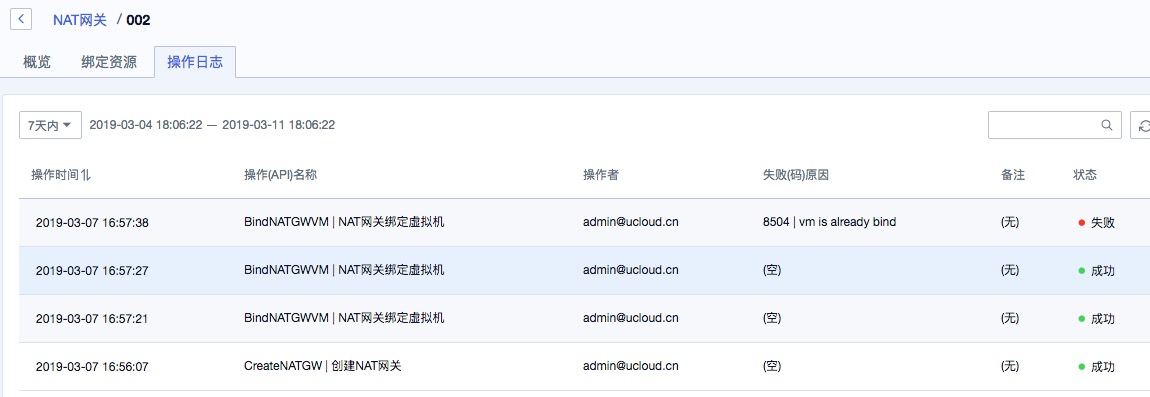 NAT网关 / 002
概览 绑定资源 操作日志
7天内 2019-03-04 18:06:22 — 2019-03-11 18:06:22
操作时间 操作(API)名称 操作者 失败(码)原因 备注 状态
2019-03-07 16:57:38 BindNATGWVM | NAT网关绑定虚拟机 admin@ucloud.cn 8504 | vm is already bind (无) 失败
2019-03-07 16:57:27 BindNATGWVM | NAT网关绑定虚拟机 admin@ucloud.cn (空) (无) 成功
2019-03-07 16:57:21 BindNATGWVM | NAT网关绑定虚拟机 admin@ucloud.cn (空) (无) 成功
2019-03-07 16:56:07 CreateNATGW | 创建NAT网关 admin@ucloud.cn (空) (无) 成功